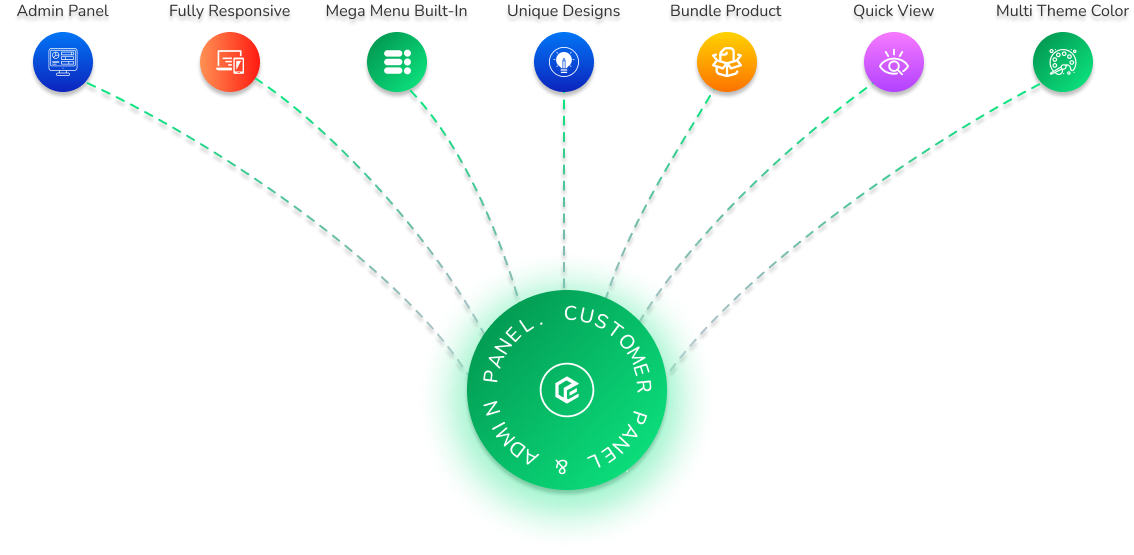 Admin Panel
Fully Responsive
Mega Menu Built-In
Unique Designs
Bundle Product
Quick View
Multi Theme Color
CUSTOMER PANEL & ADMIN PANEL.